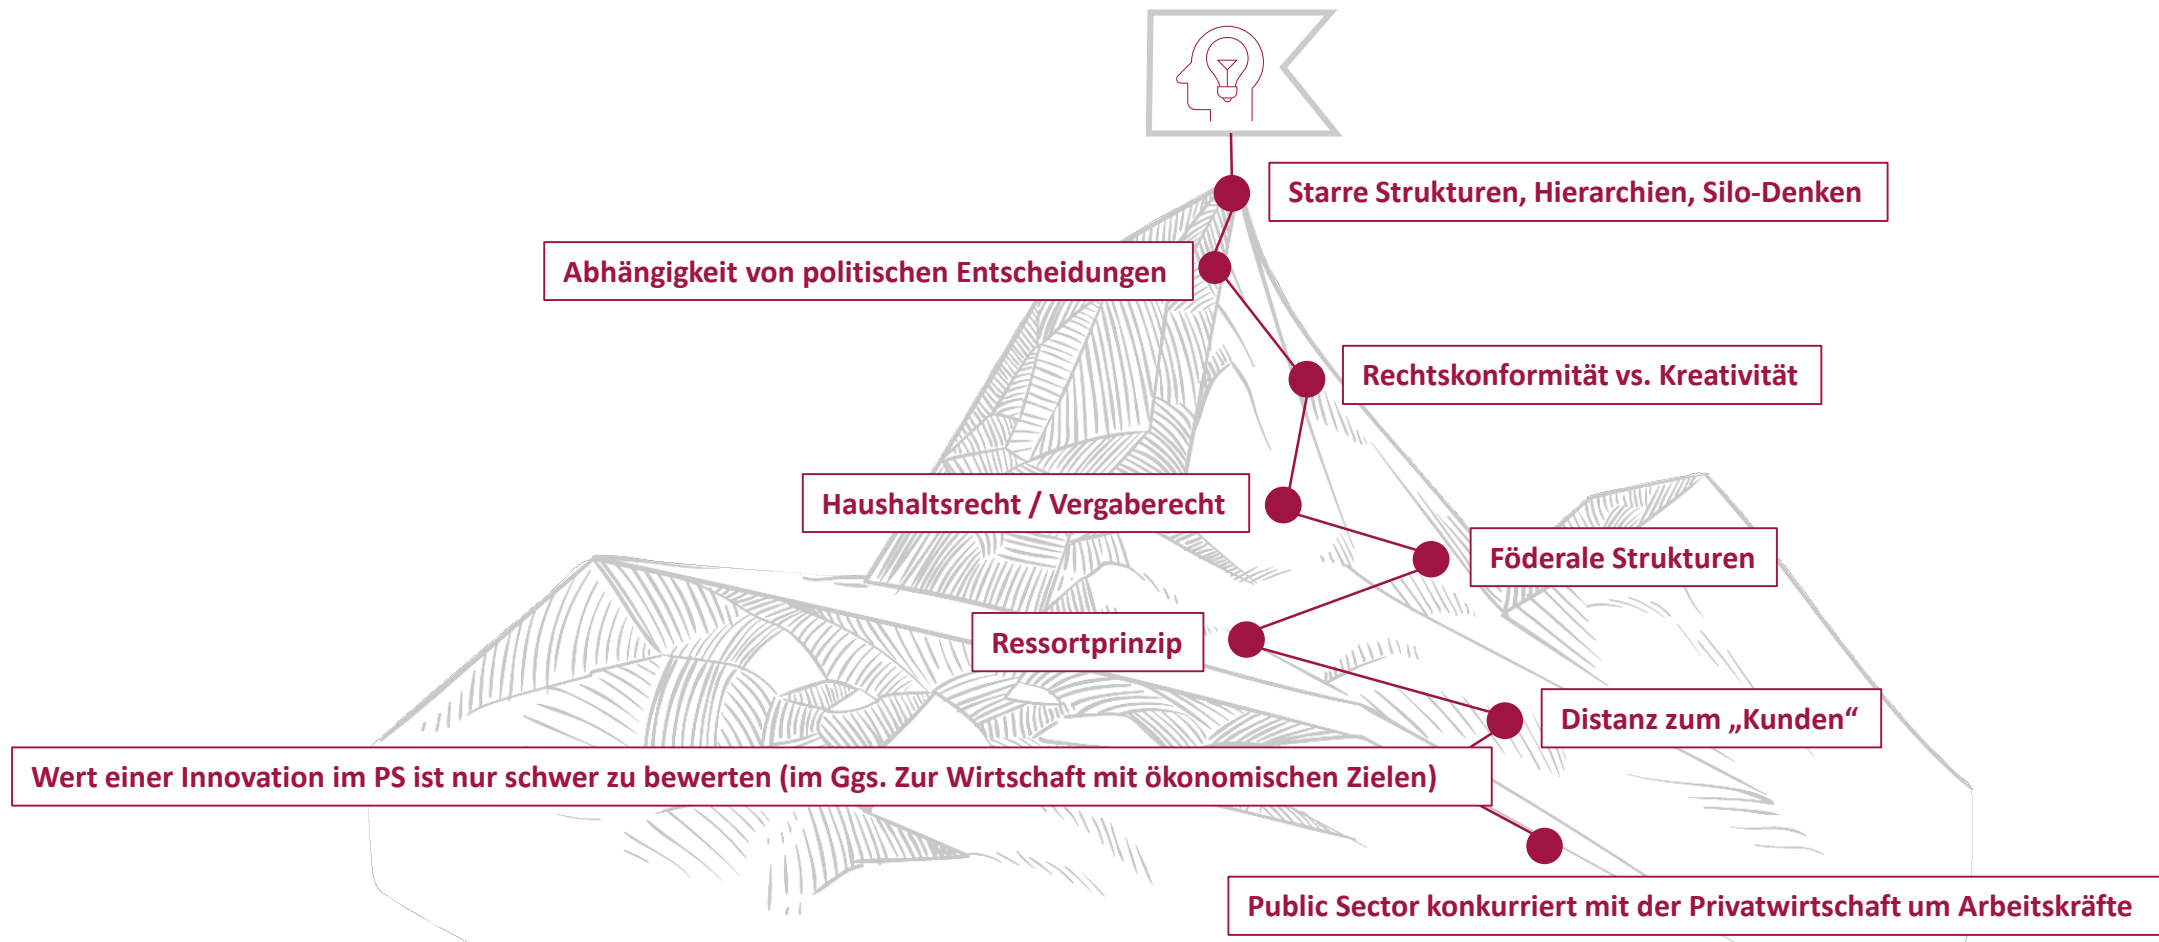 Starre Strukturen, Hierarchien, Silo-Denken
Abhängigkeit von politischen Entscheidungen
Rechtskonformität vs. Kreativität
Haushaltsrecht / Vergaberecht
Föderale Strukturen
Ressortprinzip
Distanz zum „Kunden“
Wert einer Innovation im PS ist nur schwer zu bewerten (im Ggs. Zur Wirtschaft mit ökonomischen Zielen)
Public Sector konkurriert mit der Privatwirtschaft um Arbeitskräfte